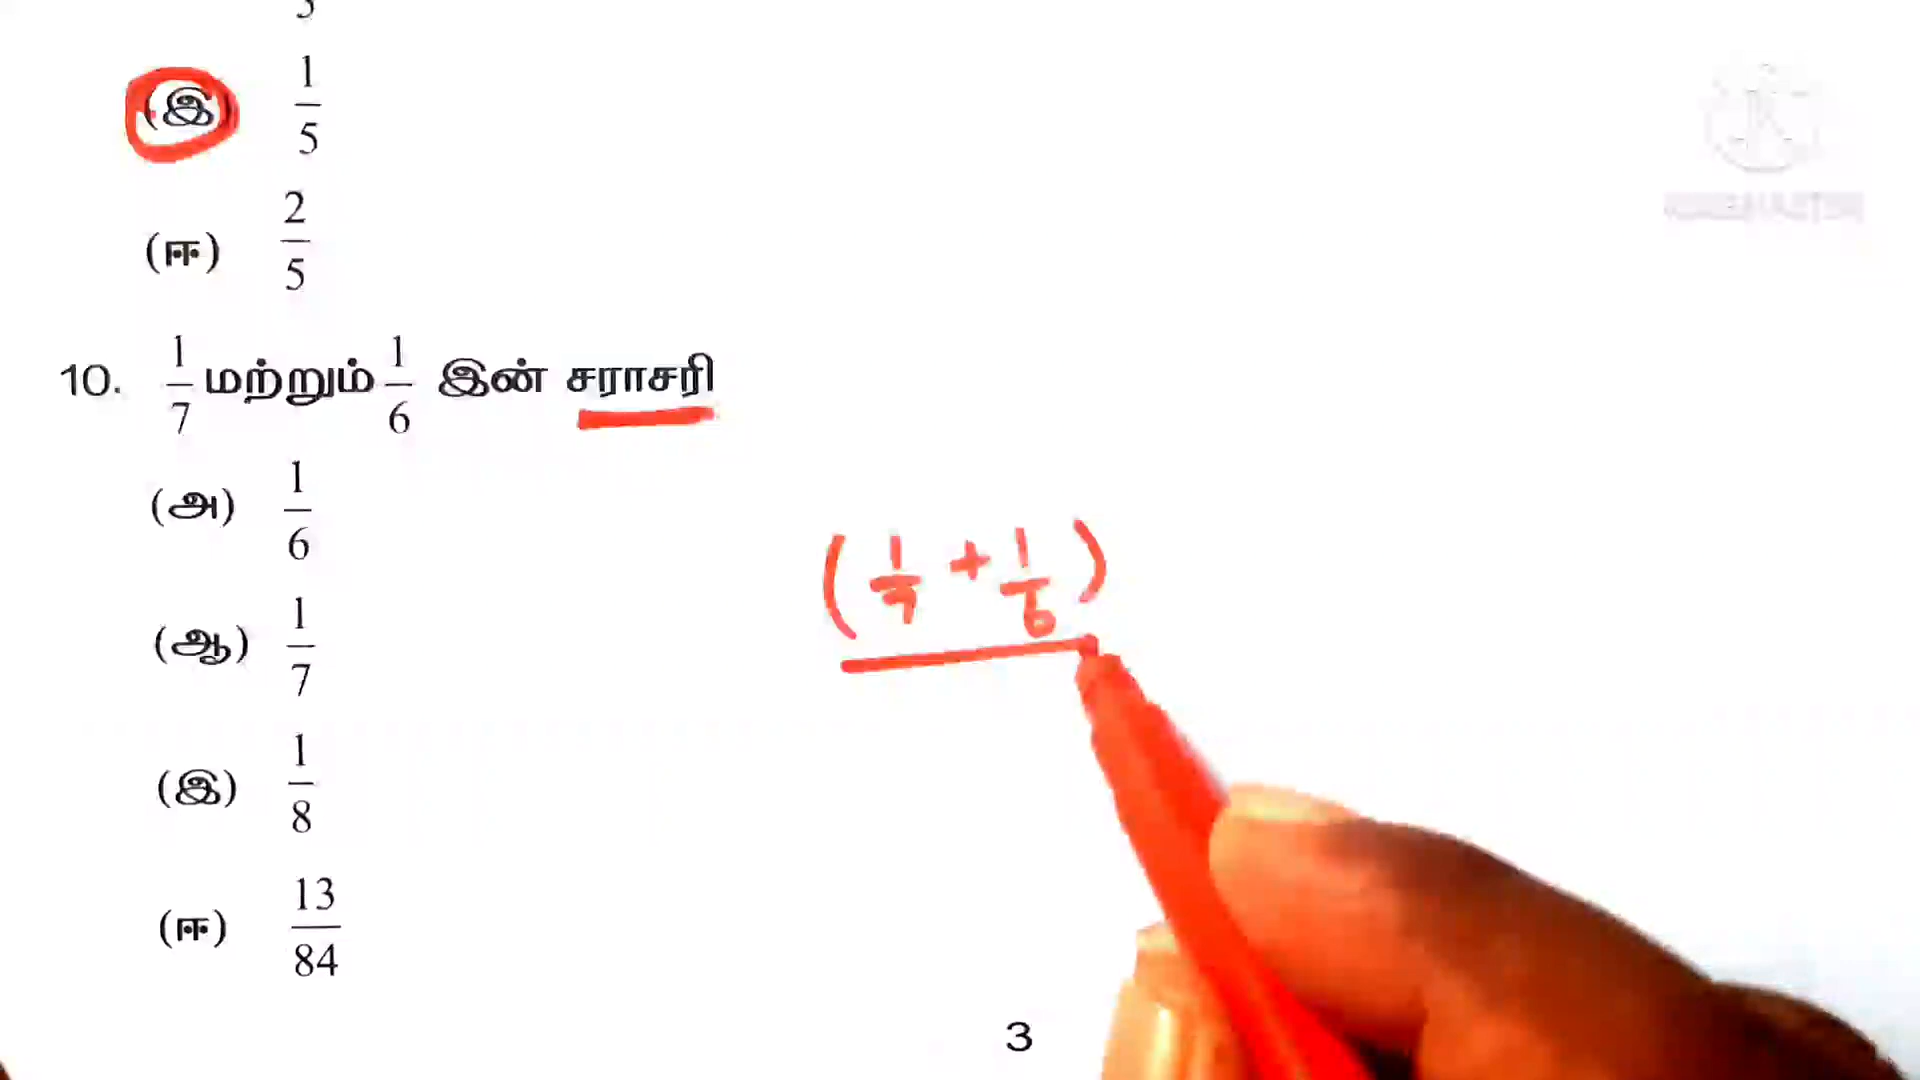 (இ) 1/5
(ஈ) 2/5
10. 1/7 மற்றும் 1/6 இன் சராசரி
(அ) 1/6
(ஆ) 1/7
(1/7 + 1/6)
(இ) 1/8
(ஈ) 13/84
3